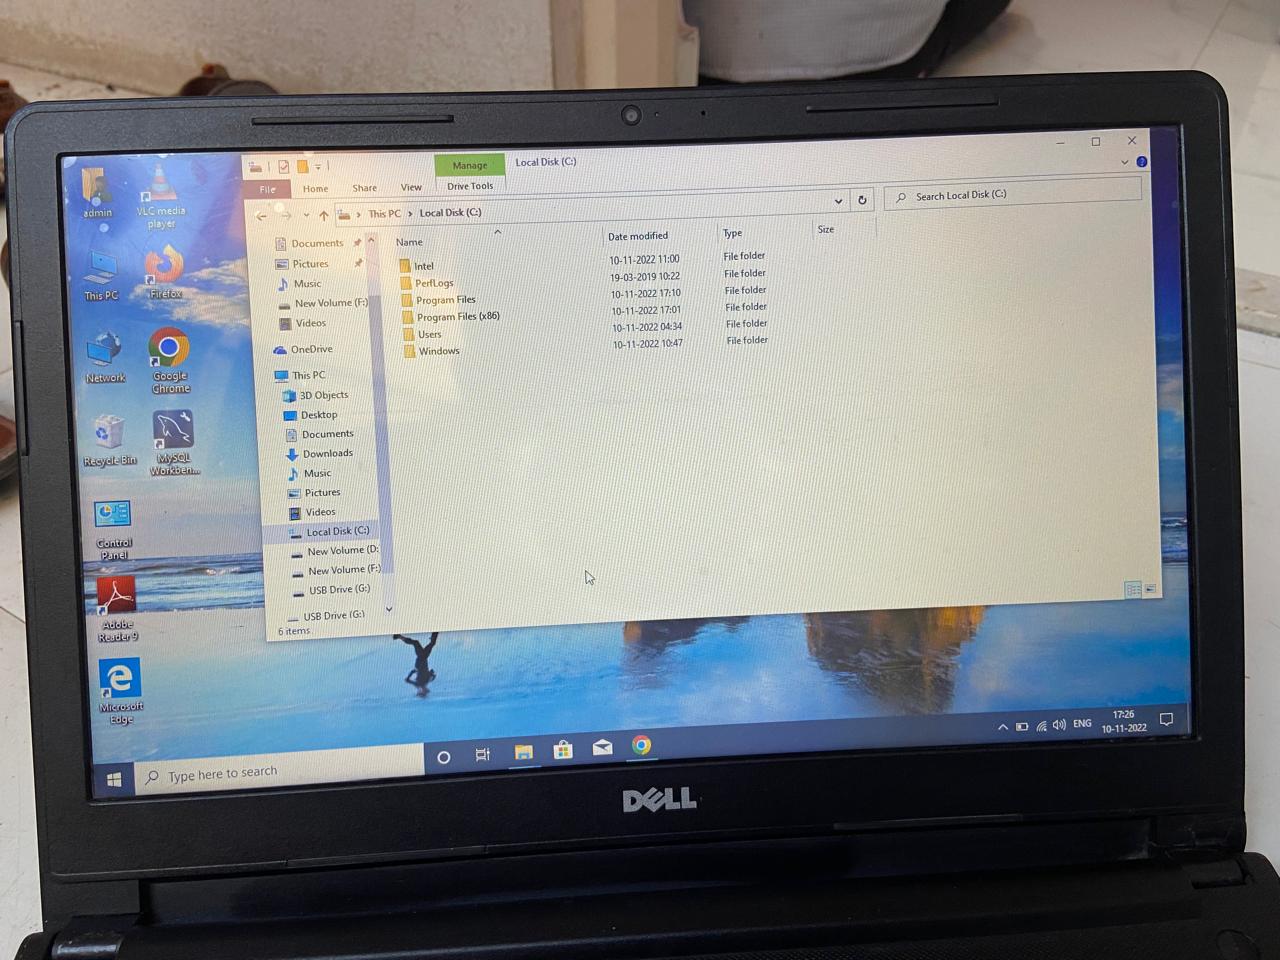 Manage
Local Disk (C:)
File
Home
Share
View
Drive Tools
This PC > Local Disk (C:)
Search Local Disk (C:)
Name
Date modified
Type
Size
Intel
10-11-2022 11:00
File folder
PerfLogs
19-03-2019 10:22
File folder
Program Files
10-11-2022 17:10
File folder
Program Files (x86)
10-11-2022 17:01
File folder
Users
10-11-2022 04:34
File folder
Windows
10-11-2022 10:47
File folder
Documents
Pictures
Music
New Volume (F:)
Videos
OneDrive
This PC
3D Objects
Desktop
Documents
Downloads
Music
Pictures
Videos
Local Disk (C:)
New Volume (D:
New Volume (F:)
USB Drive (G:)
USB Drive (G:)
6 items
admin
VLC media
player
This PC
Firefox
Network
Google
Chrome
Recycle Bin
MySQL
Workben...
Control
Panel
Adobe
Reader 9
Microsoft
Edge
Type here to search
ENG
17:26
10-11-2022
DELL